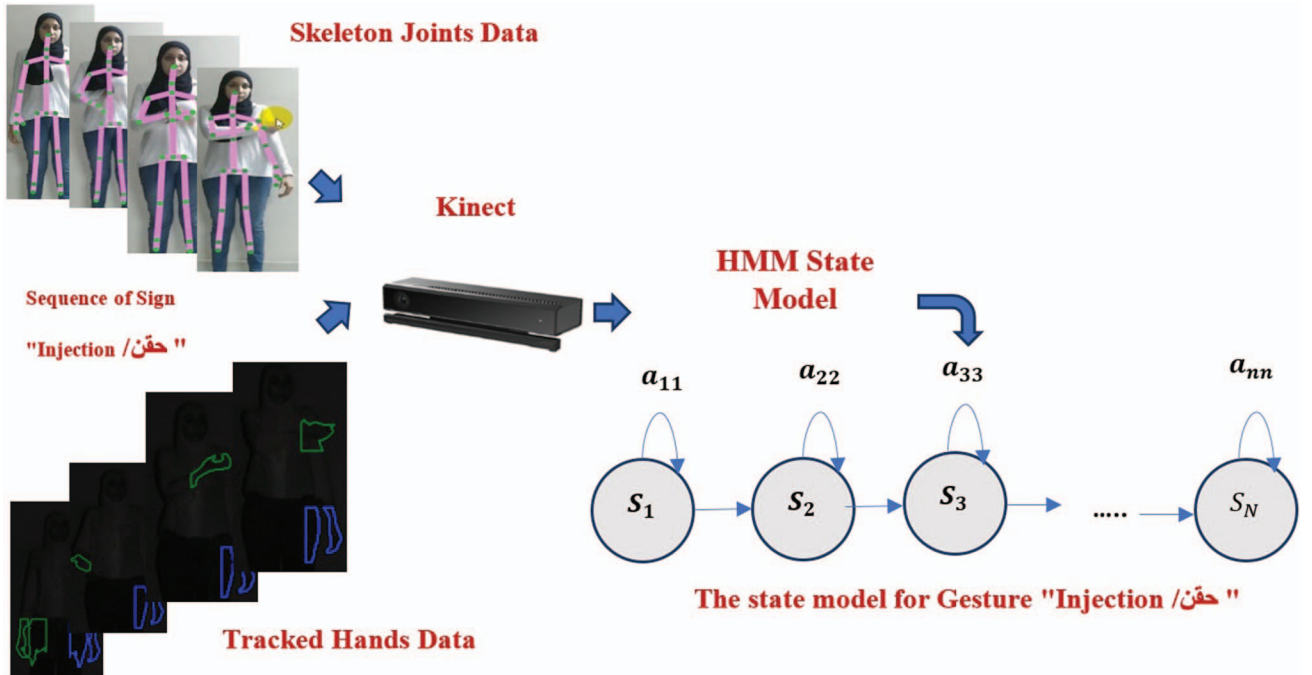 Skeleton Joints Data
Kinect
HMM State
Model
Sequence of Sign
"Injection / حقن "
a₁₁
a₂₂
a₃₃
aₙₙ
S₁
S₂
S₃
.....
S_N
The state model for Gesture "Injection / حقن "
Tracked Hands Data